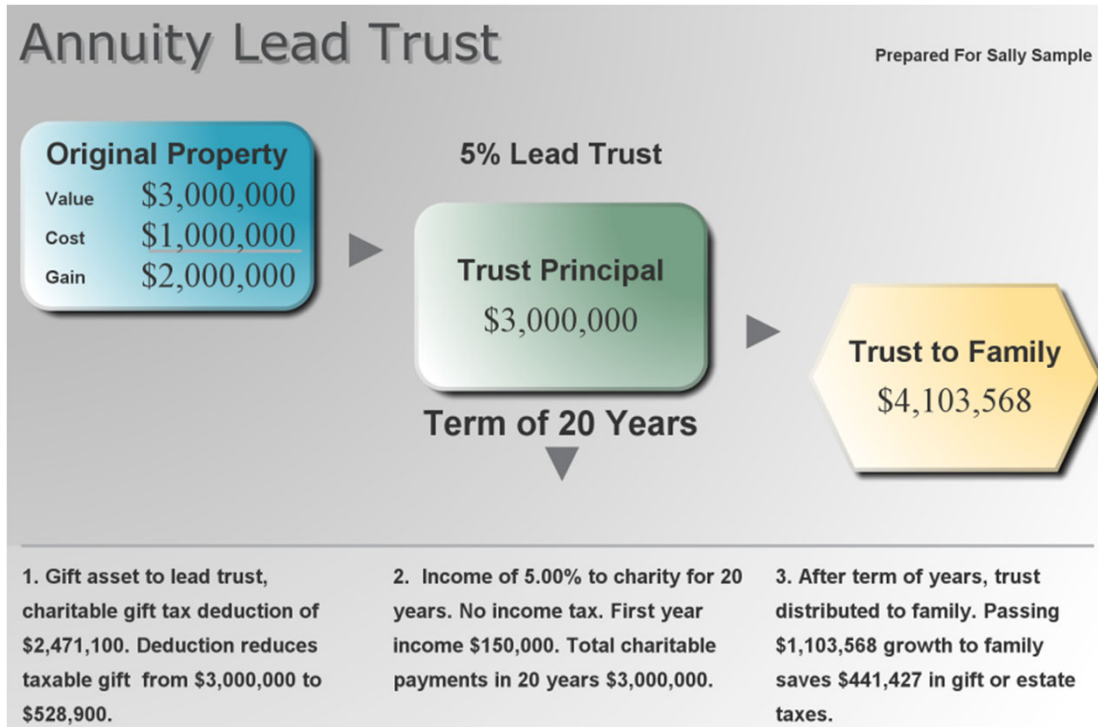 Annuity Lead Trust
Prepared For Sally Sample
Original Property
Value $3,000,000
Cost $1,000,000
Gain $2,000,000
5% Lead Trust
Trust Principal
$3,000,000
Term of 20 Years
Trust to Family
$4,103,568
1. Gift asset to lead trust,
charitable gift tax deduction of
$2,471,100. Deduction reduces
taxable gift from $3,000,000 to
$528,900.
2. Income of 5.00% to charity for 20
years. No income tax. First year
income $150,000. Total charitable
payments in 20 years $3,000,000.
3. After term of years, trust
distributed to family. Passing
$1,103,568 growth to family
saves $441,427 in gift or estate
taxes.